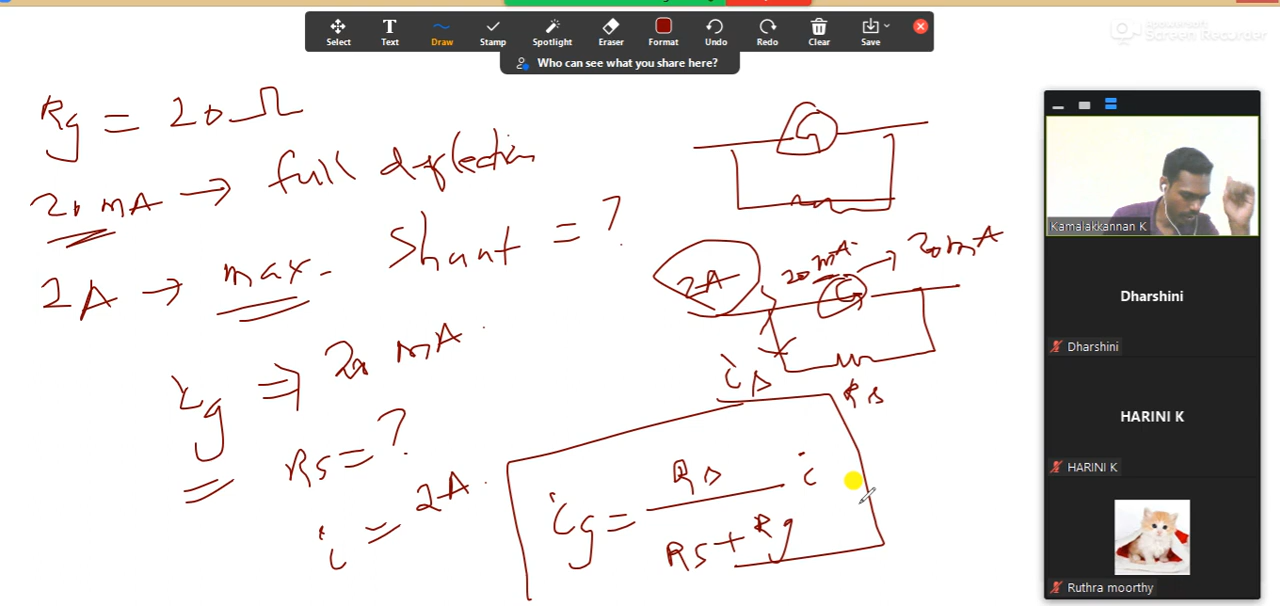 Select Text Draw Stamp Spotlight Eraser Format Undo Redo Clear Save
Who can see what you share here?
Screen Recorder
Rg = 20 Ω
20 mA → full deflection
2A → max. Shunt = ?
ig ⇒ 20 mA.
Rs = ?
i = 2A.
G
2A 20 mA → 20 mA
G
is
Rs
ig = Rs / Rs + Rg i
Kamalakkannan K
Dharshini
Dharshini
HARINI K
HARINI K
Ruthra moorthy